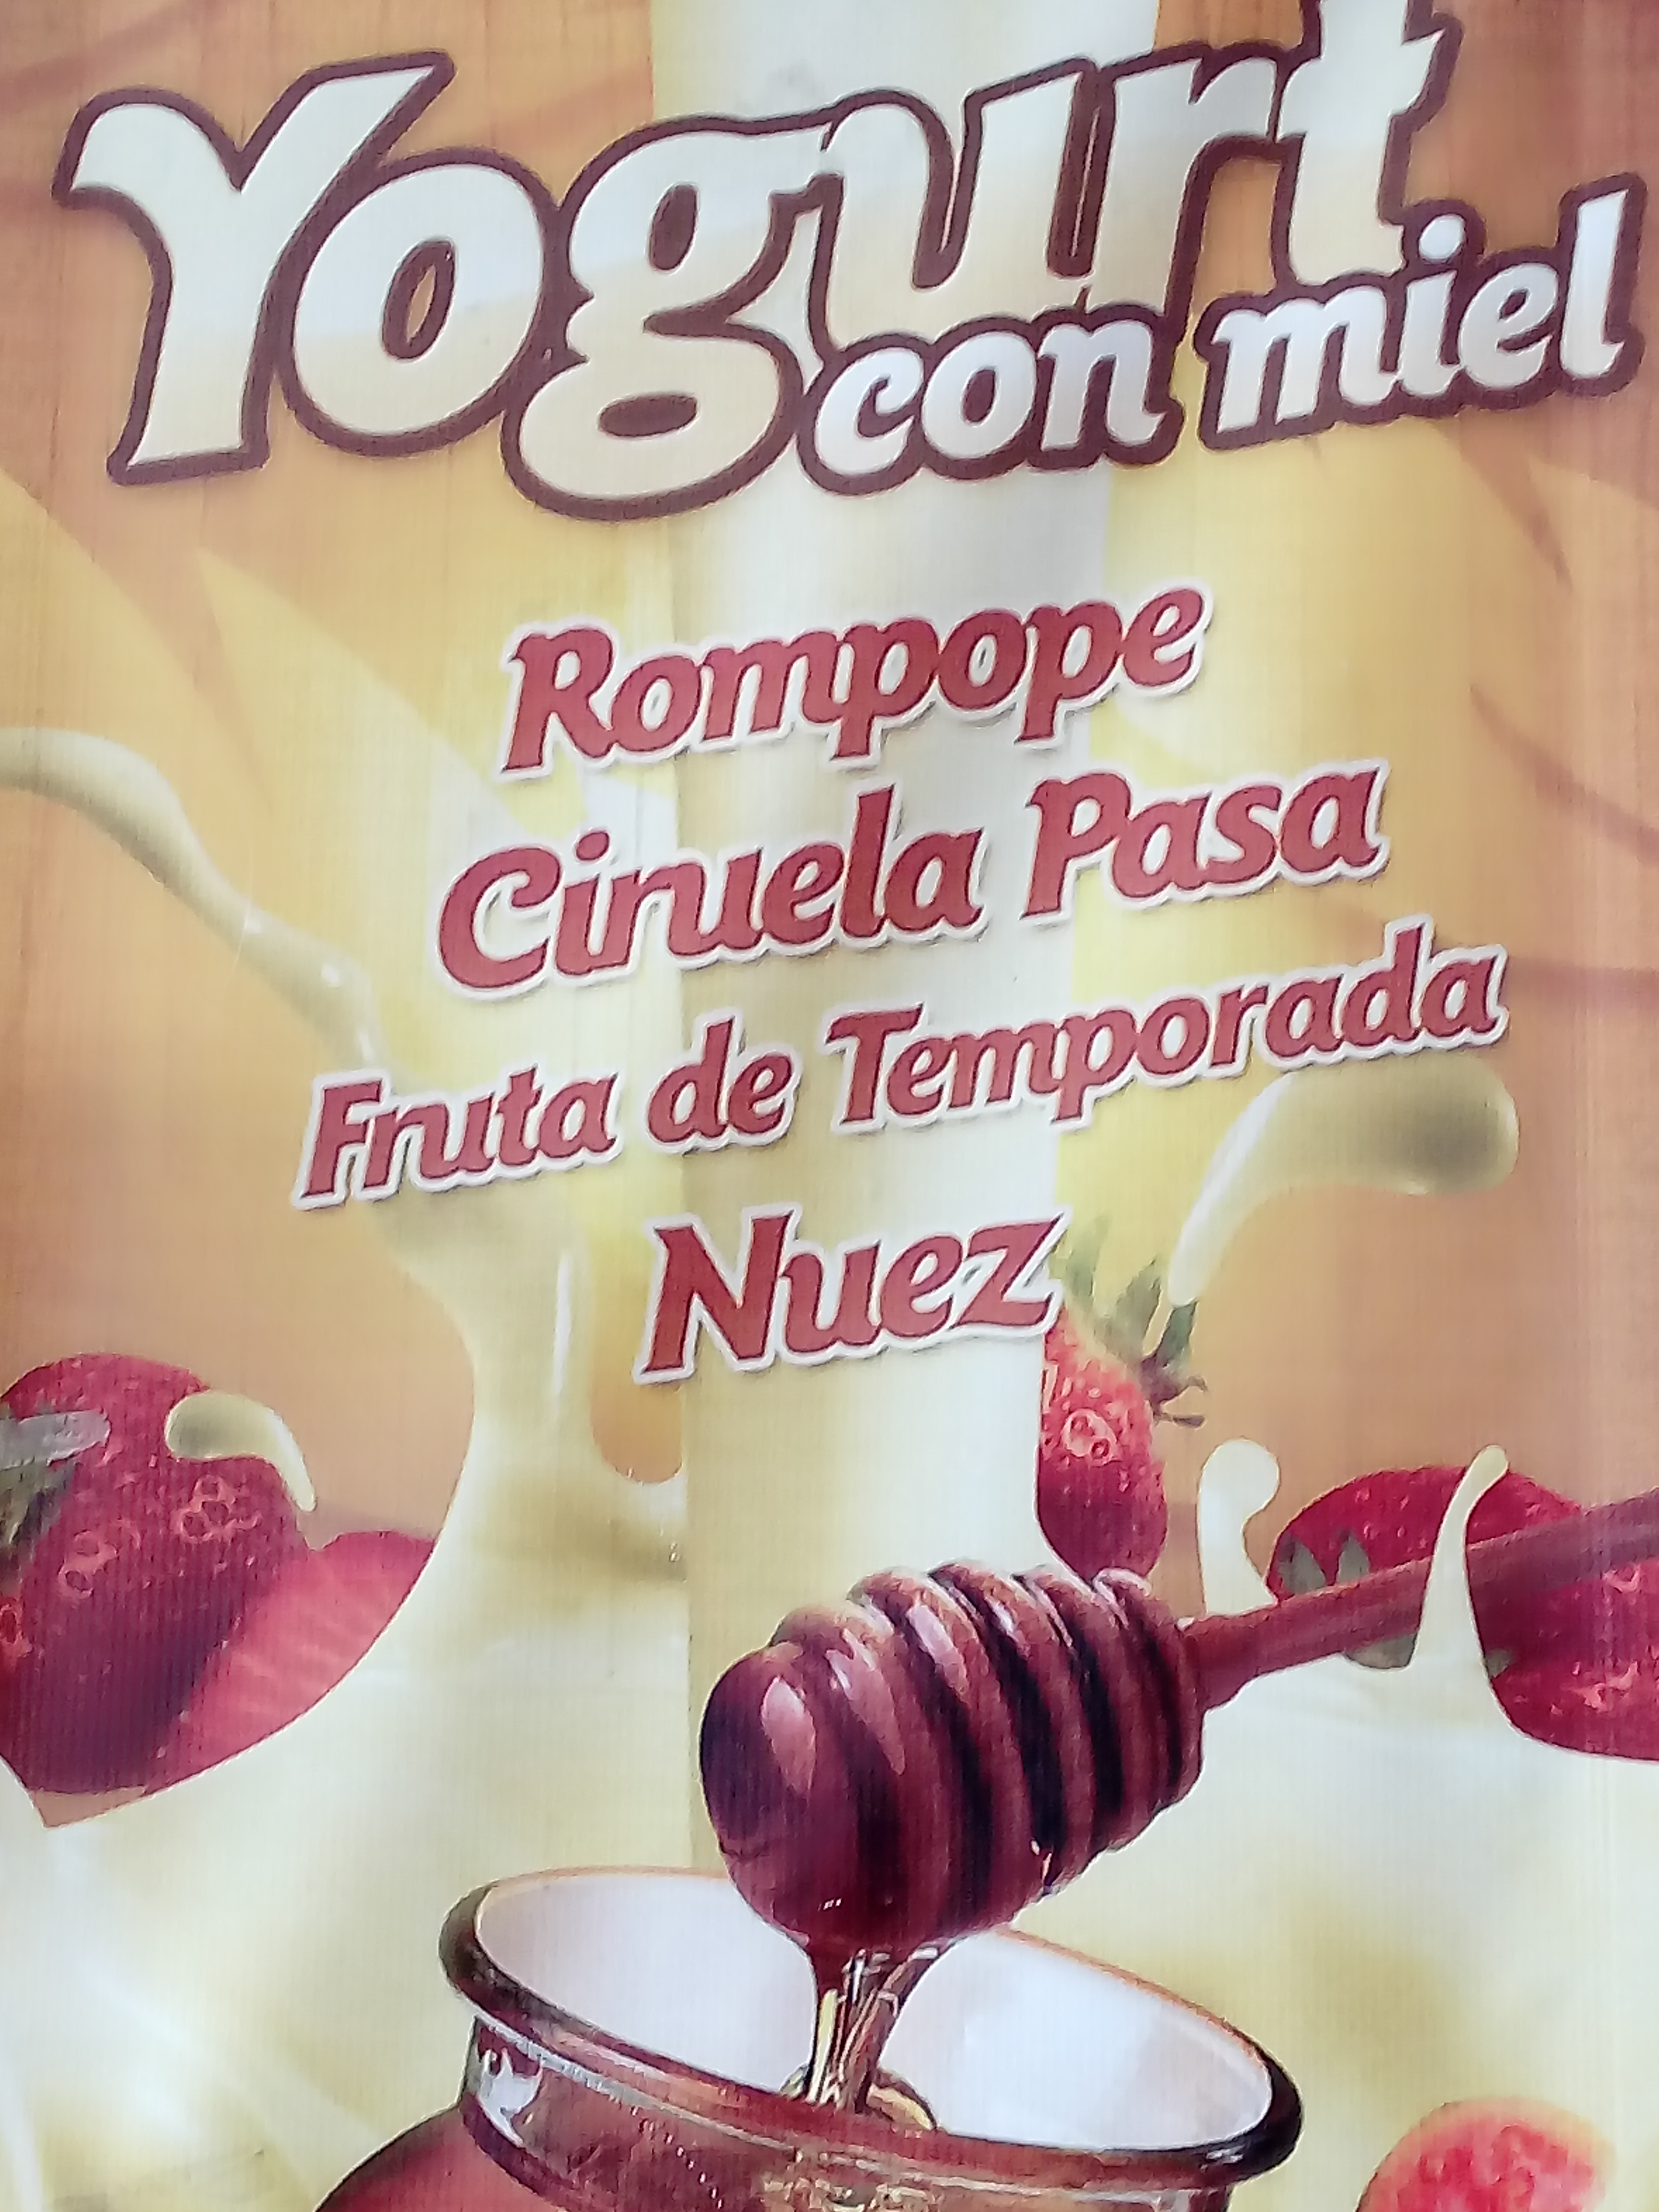 Yogurt
con miel
Rompope
Ciruela Pasa
Fruta de Temporada
Nuez